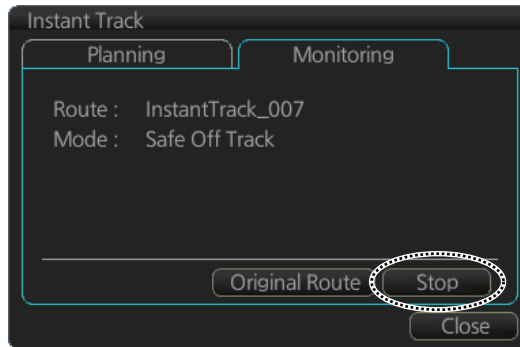 Instant Track
Planning Monitoring
Route : InstantTrack_007
Mode : Safe Off Track
Original Route Stop
Close